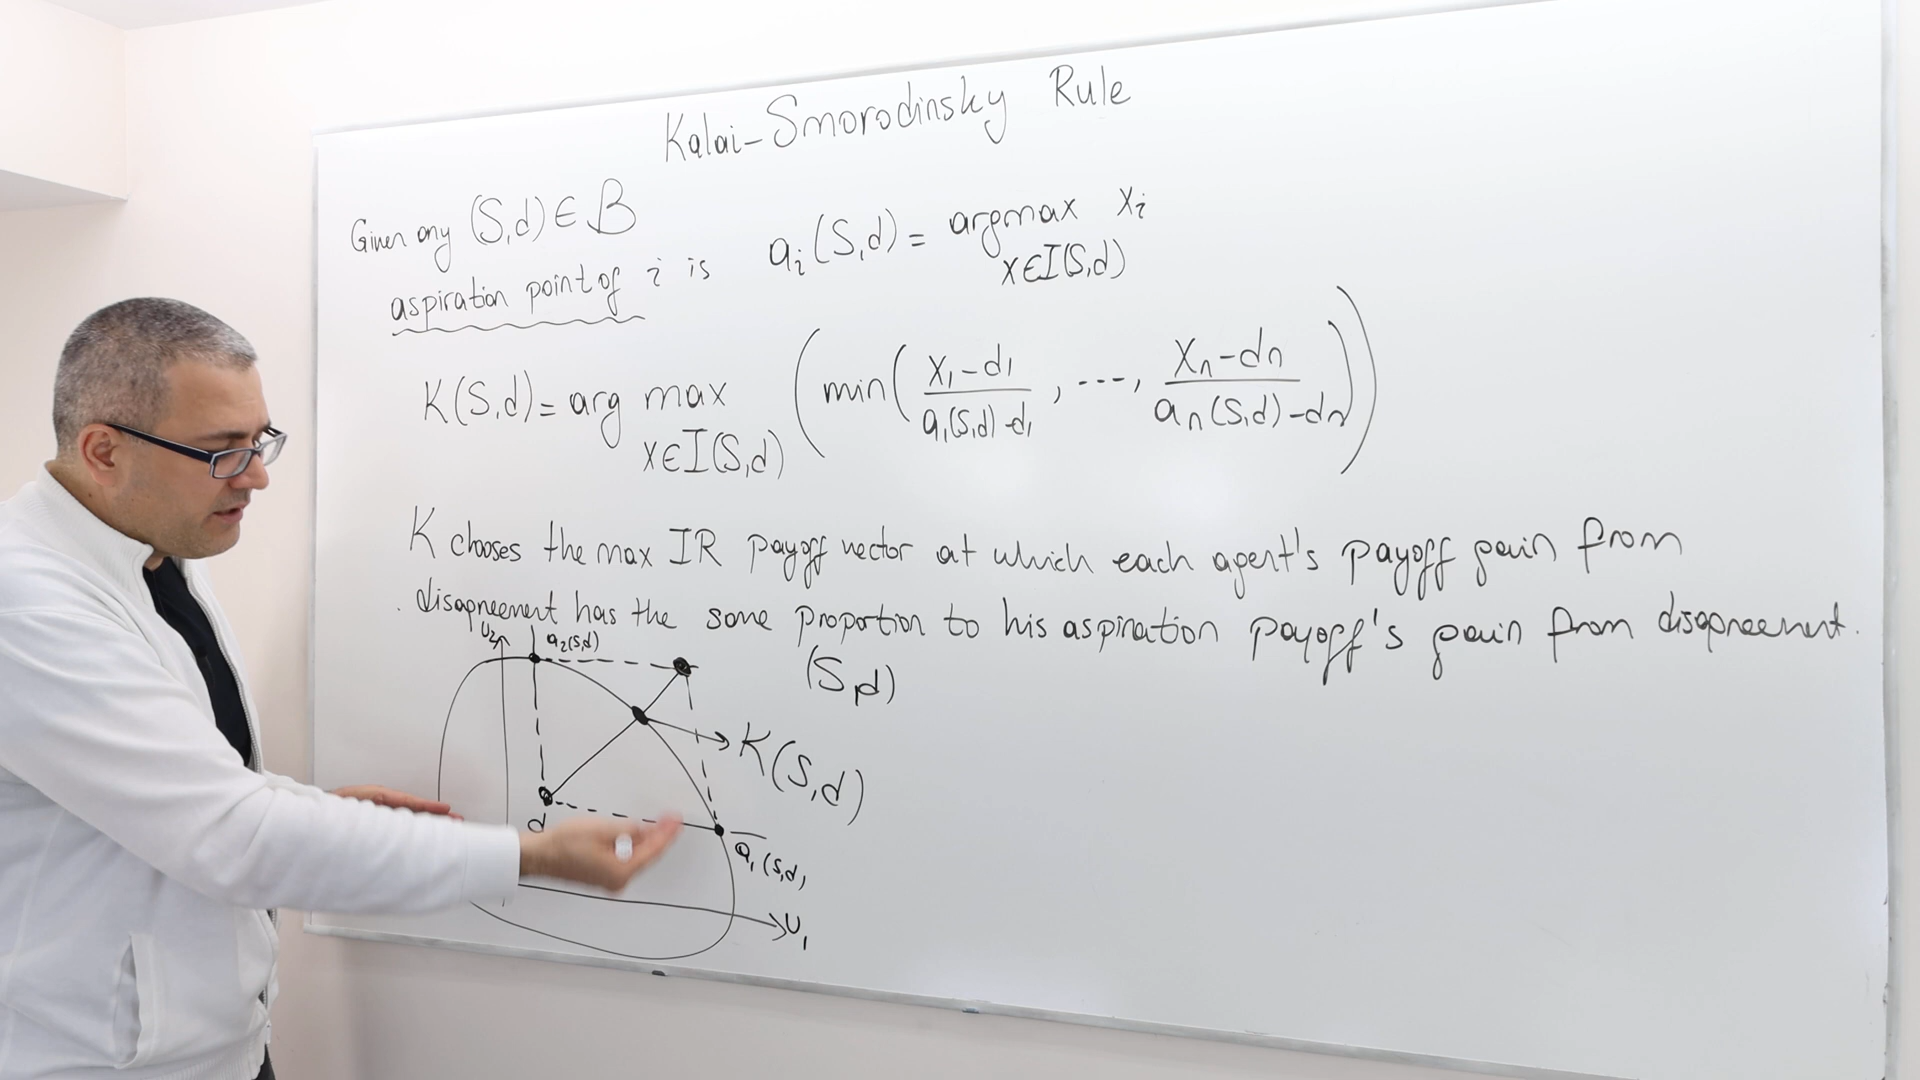 Kalai-Smorodinsky Rule
Given any (S,d) ∈ B
aspiration point of i is a_i(S,d) = argmax x_i
x∈I(S,d)
K(S,d) = arg max ( min( x_1-d_1 / a_1(S,d)-d_1 , ---, x_n-d_n / a_n(S,d)-d_n ) )
x∈I(S,d)
K chooses the max IR payoff vector at which each agent's payoff gain from
disagreement has the same proportion to his aspiration payoff's gain from disagreement.
U_2
a_2(S,d)
(S,d)
K(S,d)
d
a_1(S,d)
U_1